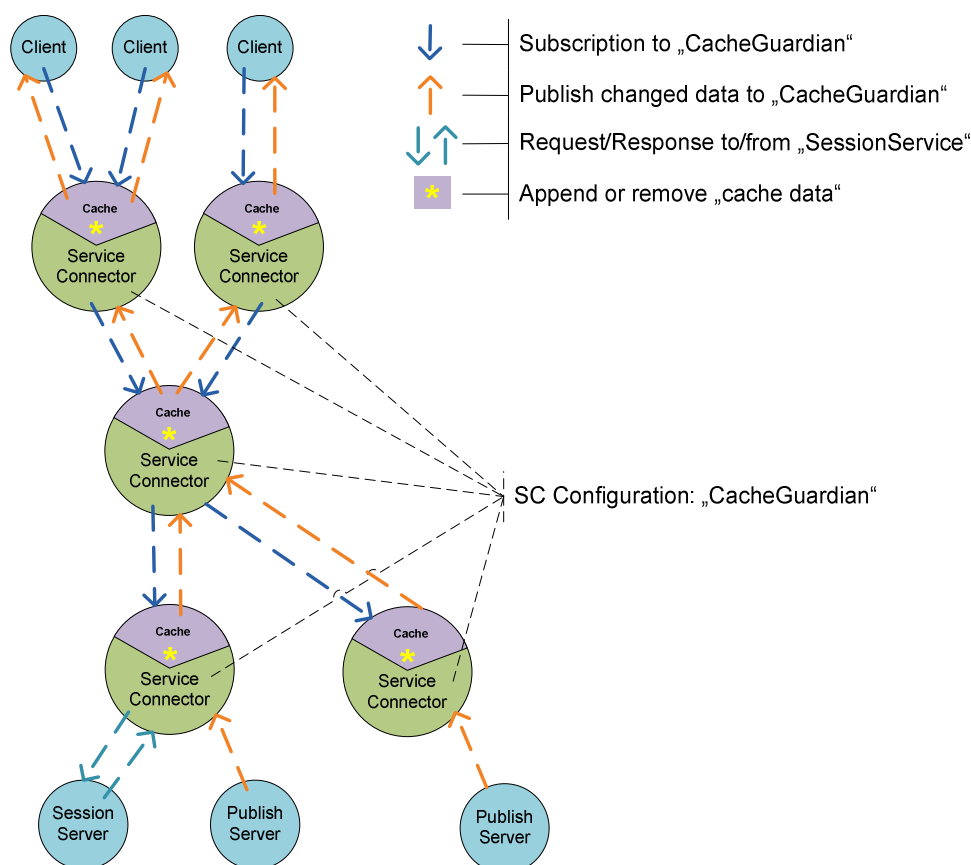 Client
Client
Client
Subscription to „CacheGuardian“
Publish changed data to „CacheGuardian“
Request/Response to/from „SessionService“
* Append or remove „cache data“
Cache
*
Service
Connector
Cache
*
Service
Connector
Cache
*
Service
Connector
SC Configuration: „CacheGuardian“
Cache
*
Service
Connector
Cache
*
Service
Connector
Session
Server
Publish
Server
Publish
Server